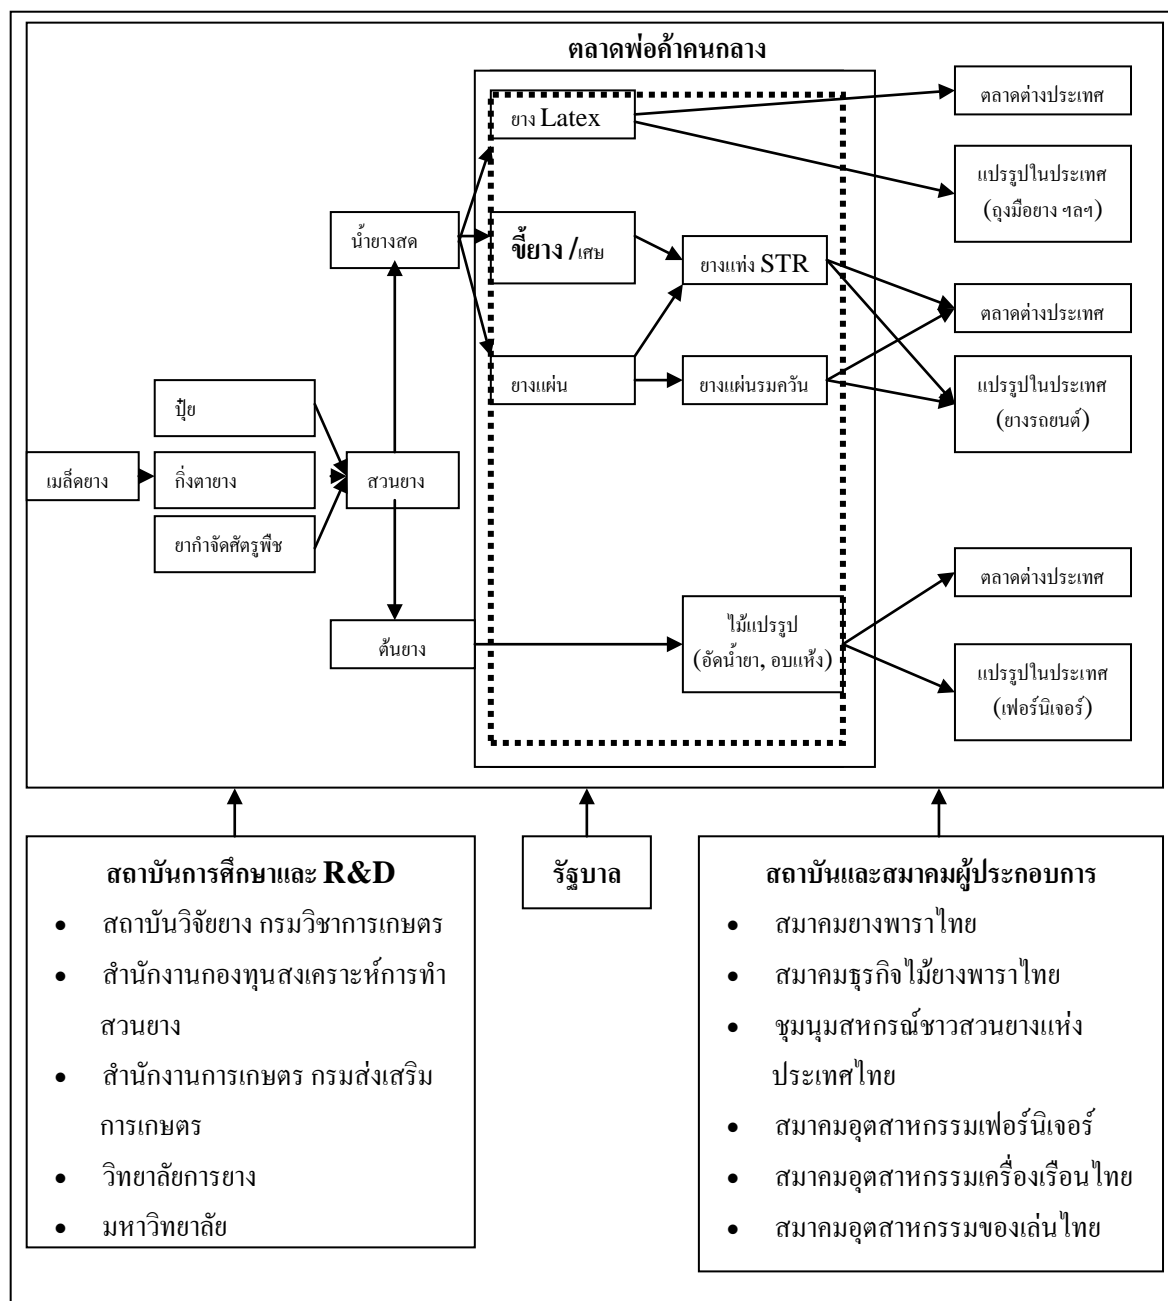 ตลาดพ่อค้าคนกลาง
ยาง Latex
ตลาดต่างประเทศ
แปรรูปในประเทศ
(ถุงมือยาง ฯลฯ)
น้ำยางสด
ขี้ยาง /เศษ
ยางแท่ง STR
ตลาดต่างประเทศ
ยางแผ่น
ยางแผ่นรมควัน
แปรรูปในประเทศ
(ยางรถยนต์)
ปุ๋ย
เมล็ดยาง
กิ่งตายาง
สวนยาง
ยากำจัดศัตรูพืช
ตลาดต่างประเทศ
ต้นยาง
ไม้แปรรูป
(อัดน้ำยา, อบแห้ง)
แปรรูปในประเทศ
(เฟอร์นิเจอร์)
สถาบันการศึกษาและ R&D
• สถาบันวิจัยยาง กรมวิชาการเกษตร
• สำนักงานกองทุนสงเคราะห์การทำ
สวนยาง
• สำนักงานการเกษตร กรมส่งเสริม
การเกษตร
• วิทยาลัยการยาง
• มหาวิทยาลัย
รัฐบาล
สถาบันและสมาคมผู้ประกอบการ
• สมาคมยางพาราไทย
• สมาคมธุรกิจไม้ยางพาราไทย
• ชุมนุมสหกรณ์ชาวสวนยางแห่ง
ประเทศไทย
• สมาคมอุตสาหกรรมเฟอร์นิเจอร์
• สมาคมอุตสาหกรรมเครื่องเรือนไทย
• สมาคมอุตสาหกรรมของเล่นไทย